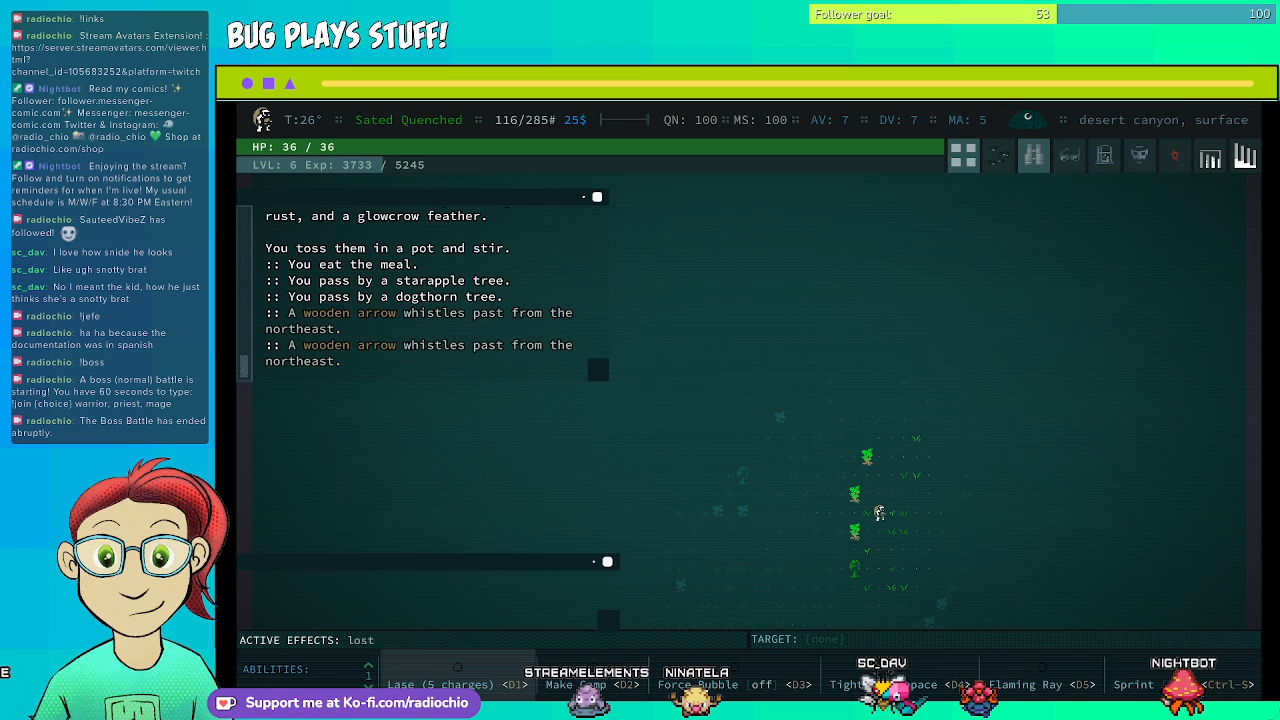 radiochio: !links
radiochio: Stream Avatars Extension! :
https://server.streamavatars.com/viewer.h
tml?
channel_id=105683252&platform=twitch
Nightbot: Read my comics! ✨
Follower: follower.messenger-
comic.com✨ Messenger: messenger-
comic.com Twitter & Instagram:
@radio_chio @radio_chio 💚 Shop at
radiochio.com/shop
Nightbot: Enjoying the stream?
Follow and turn on notifications to get
reminders for when I'm live! My usual
schedule is M/W/F at 8:30 PM Eastern!
radiochio: SauteedVibeZ has
followed!
sc_dav: I love how snide he looks
sc_dav: Like ugh snotty brat
sc_dav: No I meant the kid, how he just
thinks she's a snotty brat
radiochio: !jefe
radiochio: ha ha because the
documentation was in spanish
radiochio: !boss
radiochio: A boss (normal) battle is
starting! You have 60 seconds to type:
!join {choice} warrior, priest, mage
radiochio: The Boss Battle has ended
abruptly.
BUG PLAYS STUFF!
Follower goal: 53 100
T:26° :: Sated Quenched :: 116/285# 25$ QN: 100 :: MS: 100 :: AV: 7 :: DV: 7 :: MA: 5 :: desert canyon, surface
HP: 36 / 36
LVL: 6 Exp: 3733 / 5245
rust, and a glowcrow feather.
You toss them in a pot and stir.
:: You eat the meal.
:: You pass by a starapple tree.
:: You pass by a dogthorn tree.
:: A wooden arrow whistles past from the
northeast.
:: A wooden arrow whistles past from the
northeast.
ACTIVE EFFECTS: lost
TARGET: [none]
ABILITIES: 1
Lase (5 charges) <D1> Make Camp <D2> Force Bubble [off] <D3> <D4> Flaming Ray <D5> Sprint <Ctrl-S>
STREAMELEMENTS
NINATELA
SC_DAV
NIGHTBOT
Support me at Ko-fi.com/radiochio